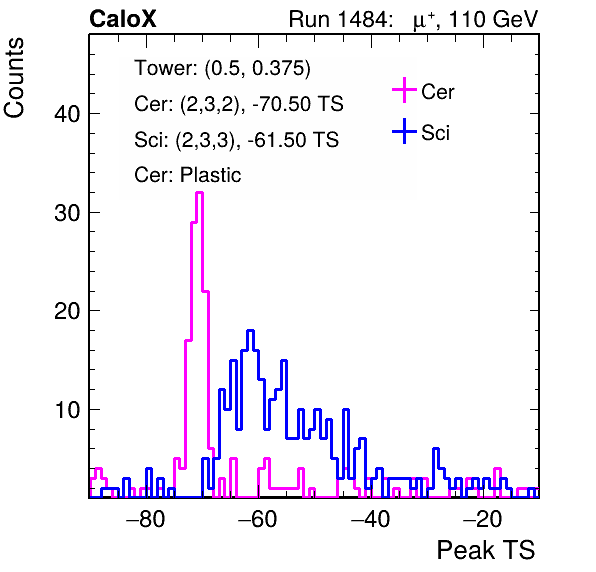 CaloX Run 1484: μ⁺, 110 GeV
Counts
Tower: (0.5, 0.375)
Cer: (2,3,2), -70.50 TS
Sci: (2,3,3), -61.50 TS
Cer: Plastic
Cer
Sci
40
30
20
10
−80 −60 −40 −20
Peak TS